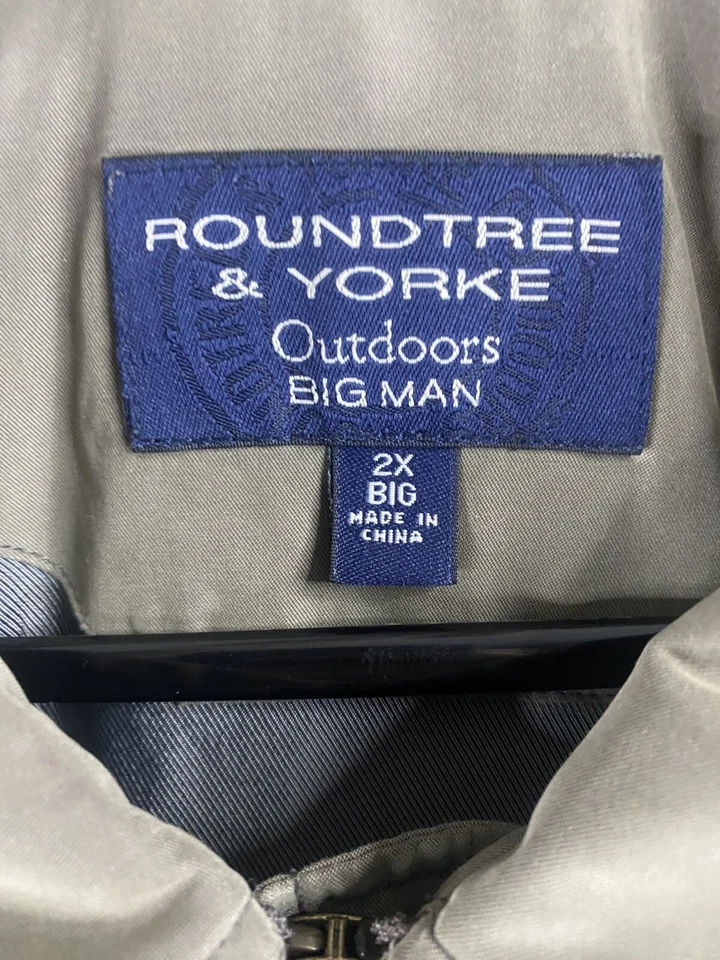 ROUNDTREE
& YORKE
Outdoors
BIG MAN
2X
BIG
MADE IN
CHINA